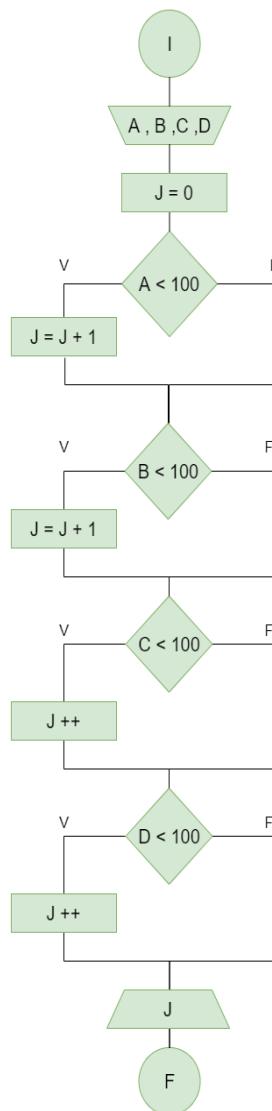 I
A , B ,C ,D
J = 0
V
A < 100
J = J + 1
V
F
B < 100
J = J + 1
V
F
C < 100
J ++
V
F
D < 100
J ++
J
F